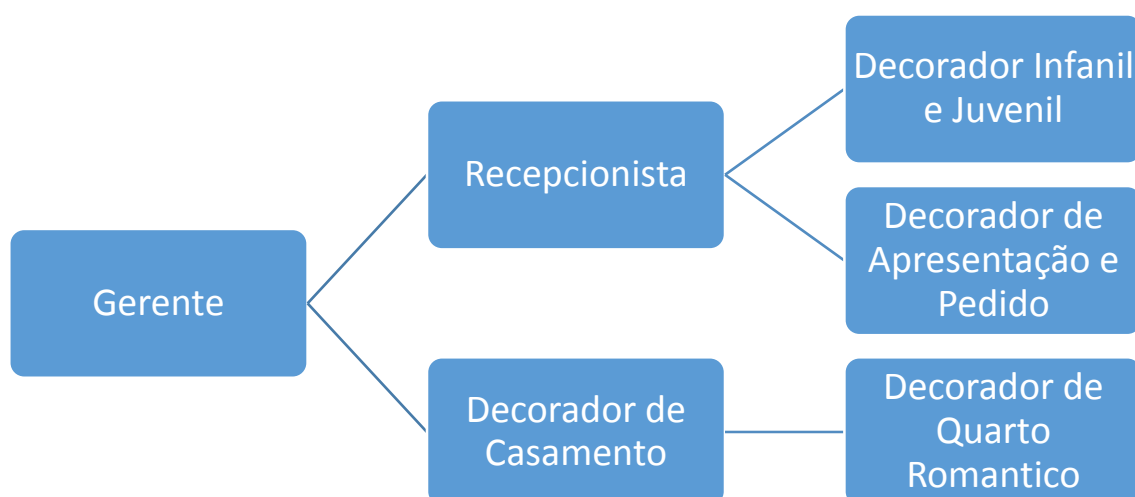 Gerente
Recepcionista
Decorador de
Casamento
Decorador Infanil
e Juvenil
Decorador de
Apresentação e
Pedido
Decorador de
Quarto
Romantico